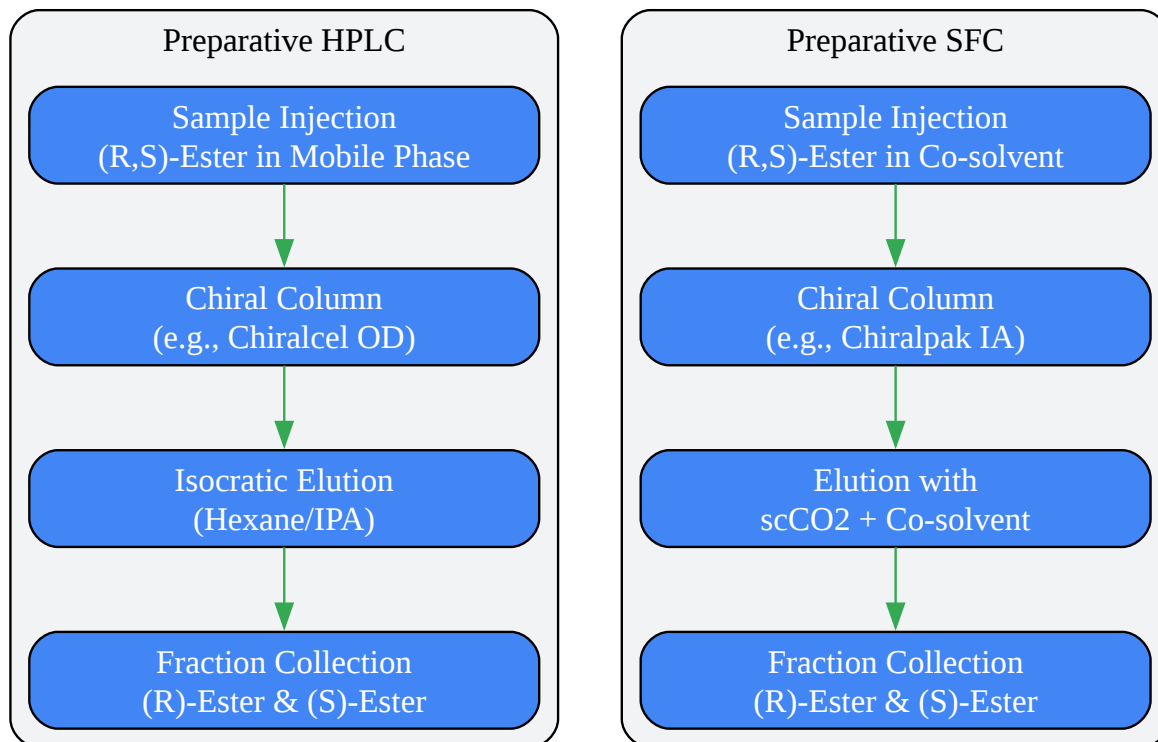 Preparative HPLC
Sample Injection
(R,S)-Ester in Mobile Phase
Chiral Column
(e.g., Chiralcel OD)
Isocratic Elution
(Hexane/IPA)
Fraction Collection
(R)-Ester & (S)-Ester
Preparative SFC
Sample Injection
(R,S)-Ester in Co-solvent
Chiral Column
(e.g., Chiralpak IA)
Elution with
scCO2 + Co-solvent
Fraction Collection
(R)-Ester & (S)-Ester